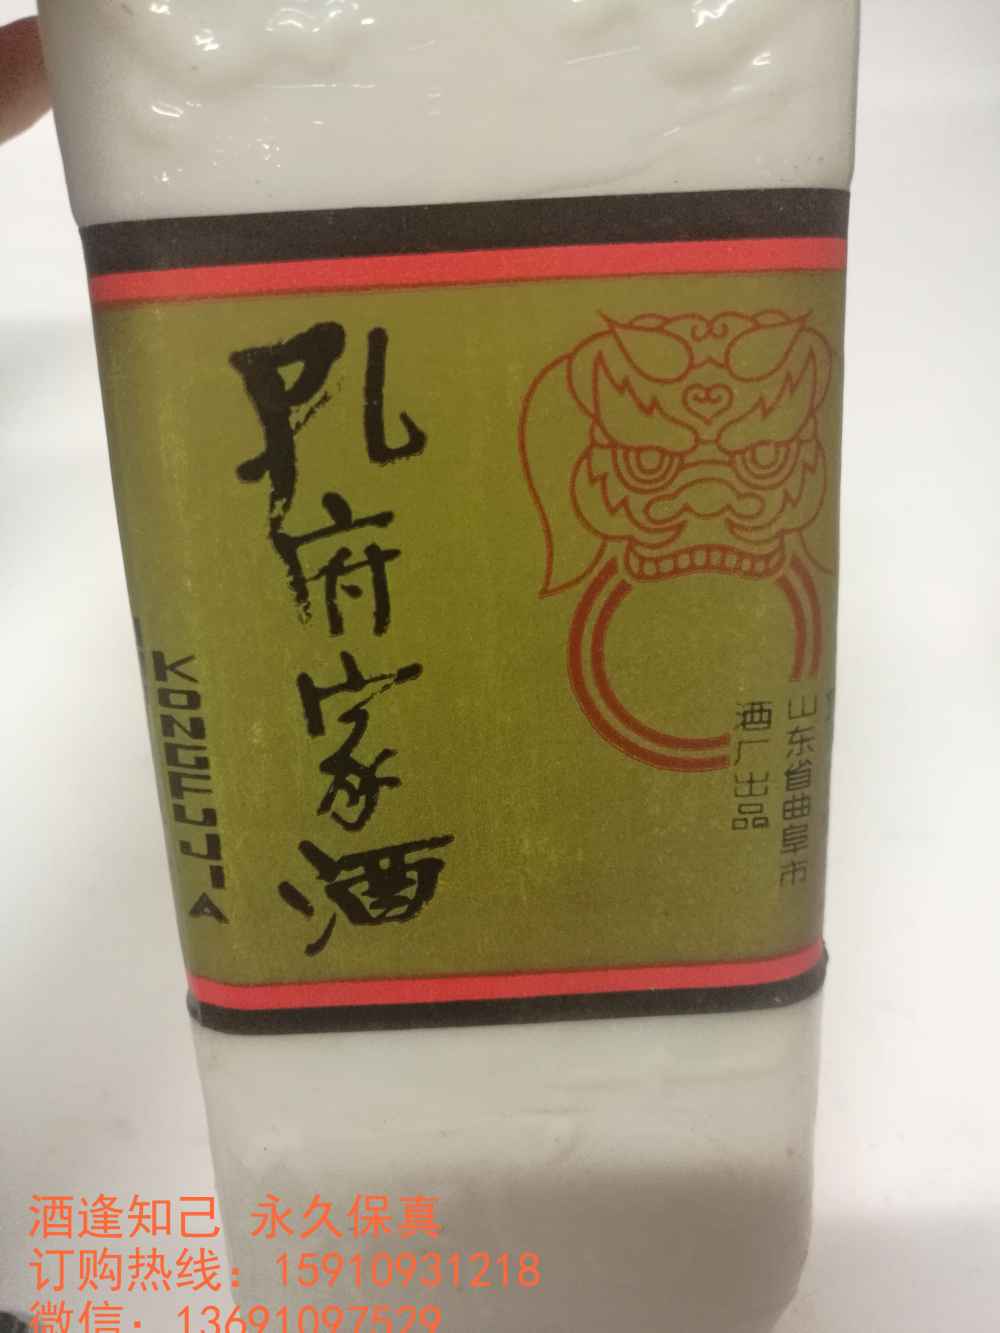 孔府家酒
KONGFUJIA
山东省曲阜市
酒厂出品
酒逢知己 永久保真
订购热线：15910931218
微信：13691097529